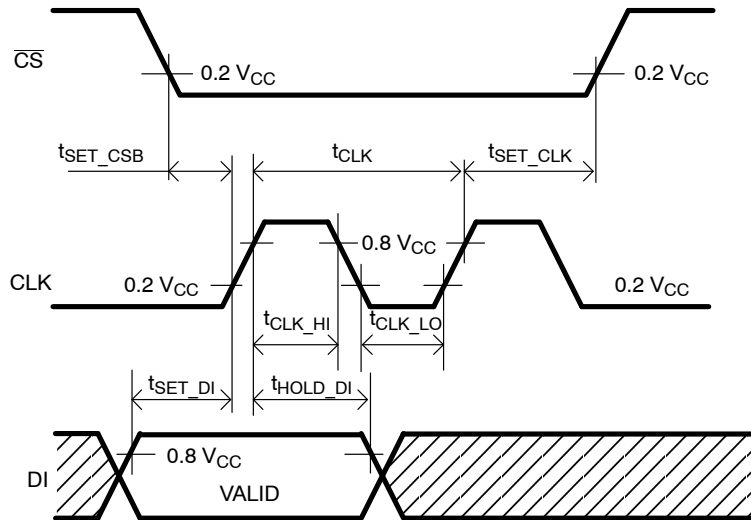 CS
0.2 VCC
0.2 VCC
tSET_CSB
tCLK
tSET_CLK
0.8 VCC
CLK
0.2 VCC
0.2 VCC
tCLK_HI
tCLK_LO
tSET_DI
tHOLD_DI
0.8 VCC
DI
VALID